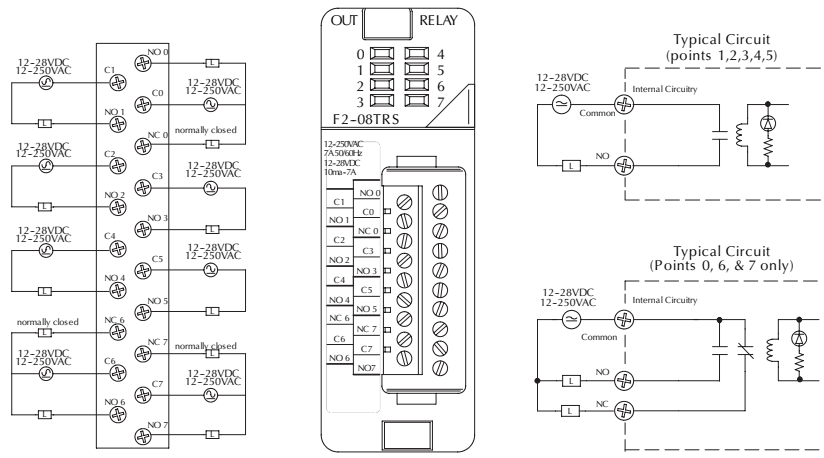 NO 0
L
12-28VDC
12-250VAC
C1
12-28VDC
12-250VAC
C0
L
NO 1
normally closed
NC 0
L
12-28VDC
12-250VAC
C2
12-28VDC
12-250VAC
C3
L
NO 2
NO 3
L
12-28VDC
12-250VAC
C4
12-28VDC
12-250VAC
C5
L
NO 4
NO 5
L
normally closed
NC 6
L
NC 7
normally closed
L
12-28VDC
12-250VAC
C6
12-28VDC
12-250VAC
C7
L
NO 6
NO 7
L
OUT RELAY
0 4
1 5
2 6
3 7
F2-08TRS
12-250VAC
7A 50/60Hz
12-28VDC
10ma-7A
NO 0
C1
C0
NO 1
NC 0
C2
C3
NO 2
NO 3
C4
C5
NO 4
NO 5
NC 6
NC 7
C6
C7
NO 6
NO7
Typical Circuit
(points 1,2,3,4,5)
12-28VDC
12-250VAC
Internal Circuitry
Common
NO
L
Typical Circuit
(Points 0, 6, & 7 only)
12-28VDC
12-250VAC
Internal Circuitry
Common
NO
L
NC
L